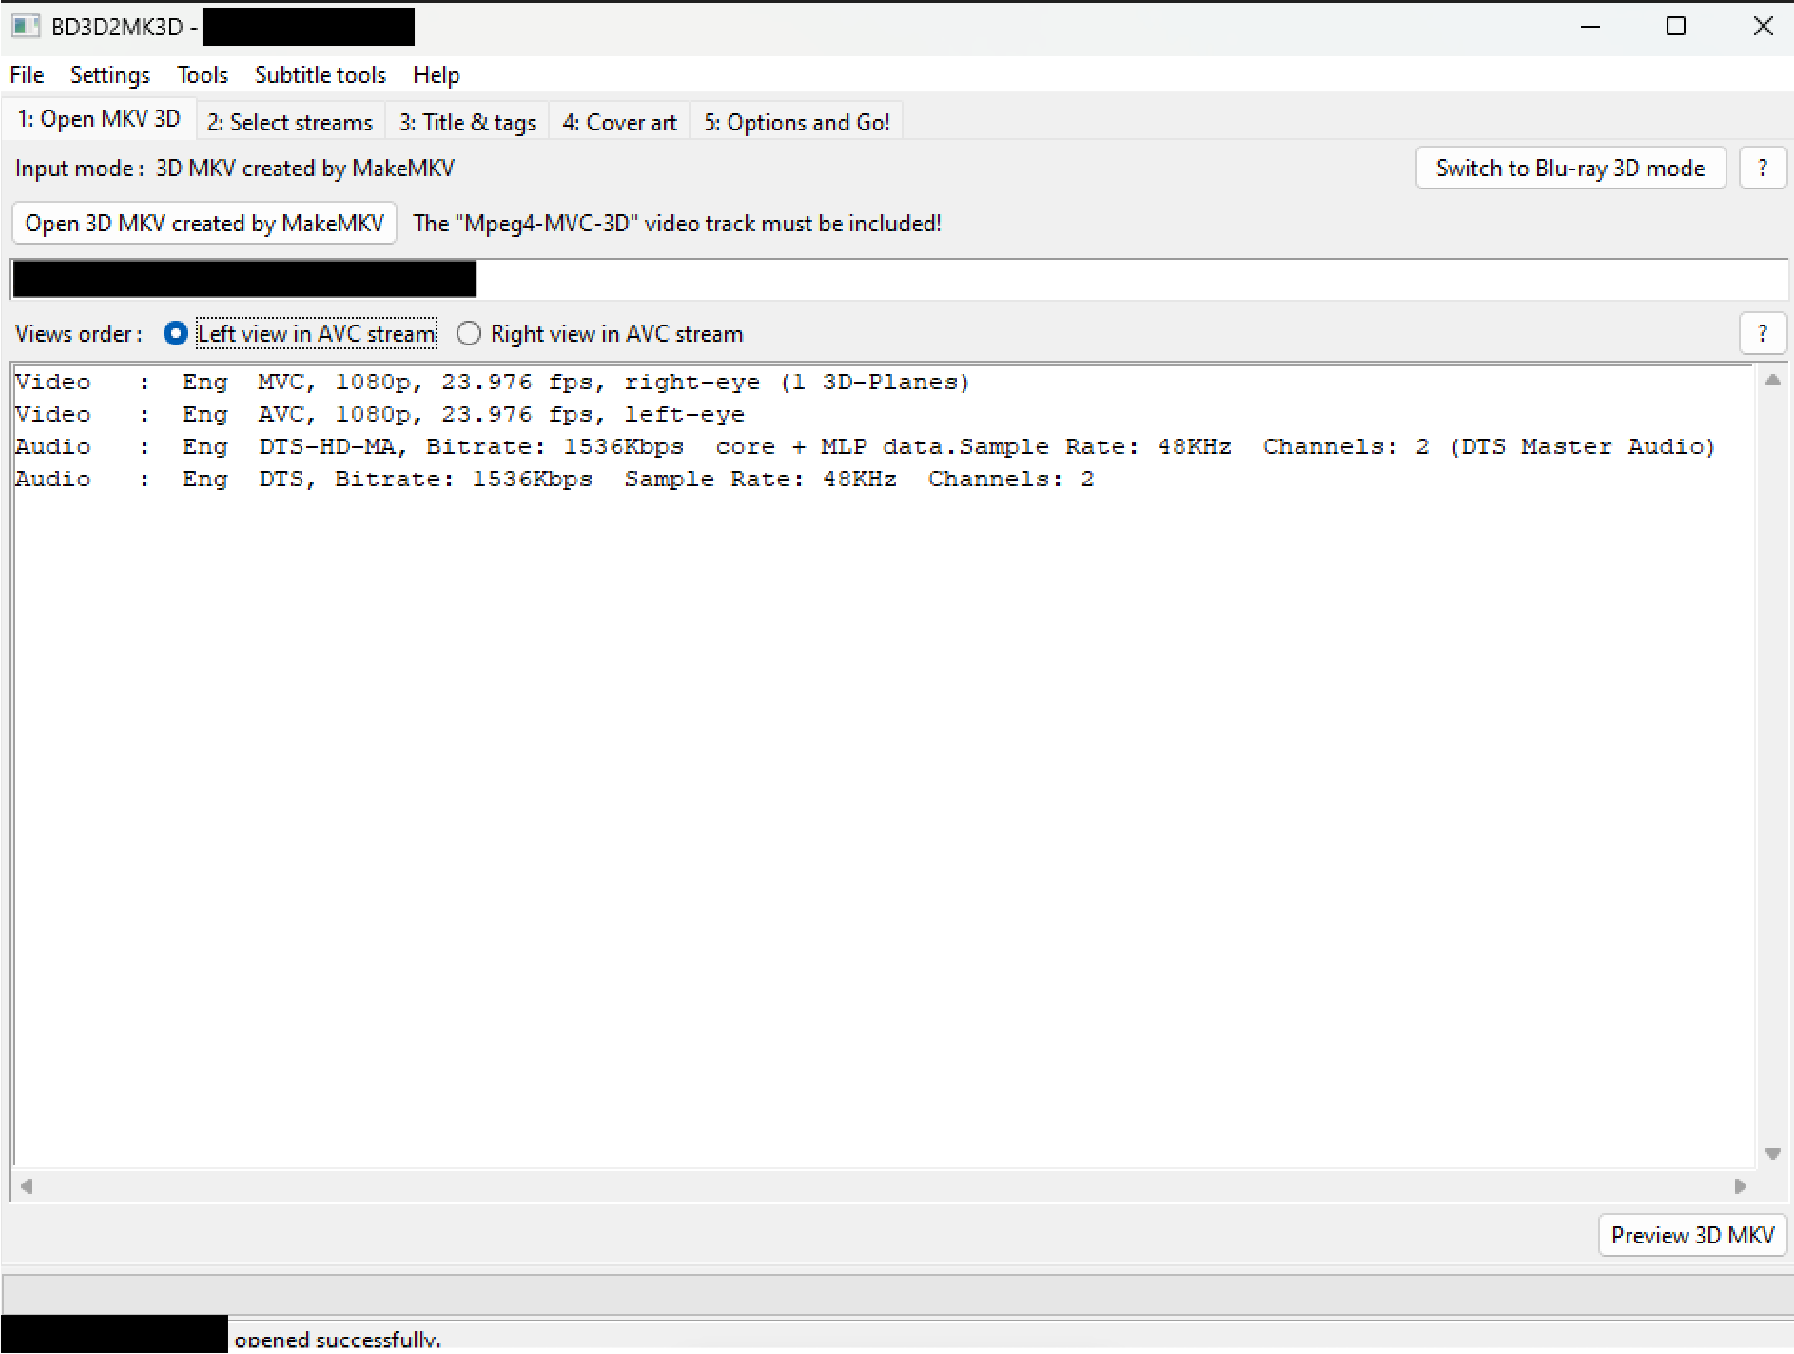 BD3D2MK3D -
File Settings Tools Subtitle tools Help
1: Open MKV 3D 2: Select streams 3: Title & tags 4: Cover art 5: Options and Go!
Input mode : 3D MKV created by MakeMKV Switch to Blu-ray 3D mode ?
Open 3D MKV created by MakeMKV The "Mpeg4-MVC-3D" video track must be included!
Views order : Left view in AVC stream Right view in AVC stream ?
Video : Eng MVC, 1080p, 23.976 fps, right-eye (1 3D-Planes)
Video : Eng AVC, 1080p, 23.976 fps, left-eye
Audio : Eng DTS-HD-MA, Bitrate: 1536Kbps core + MLP data.Sample Rate: 48KHz Channels: 2 (DTS Master Audio)
Audio : Eng DTS, Bitrate: 1536Kbps Sample Rate: 48KHz Channels: 2
Preview 3D MKV
opened successfully.